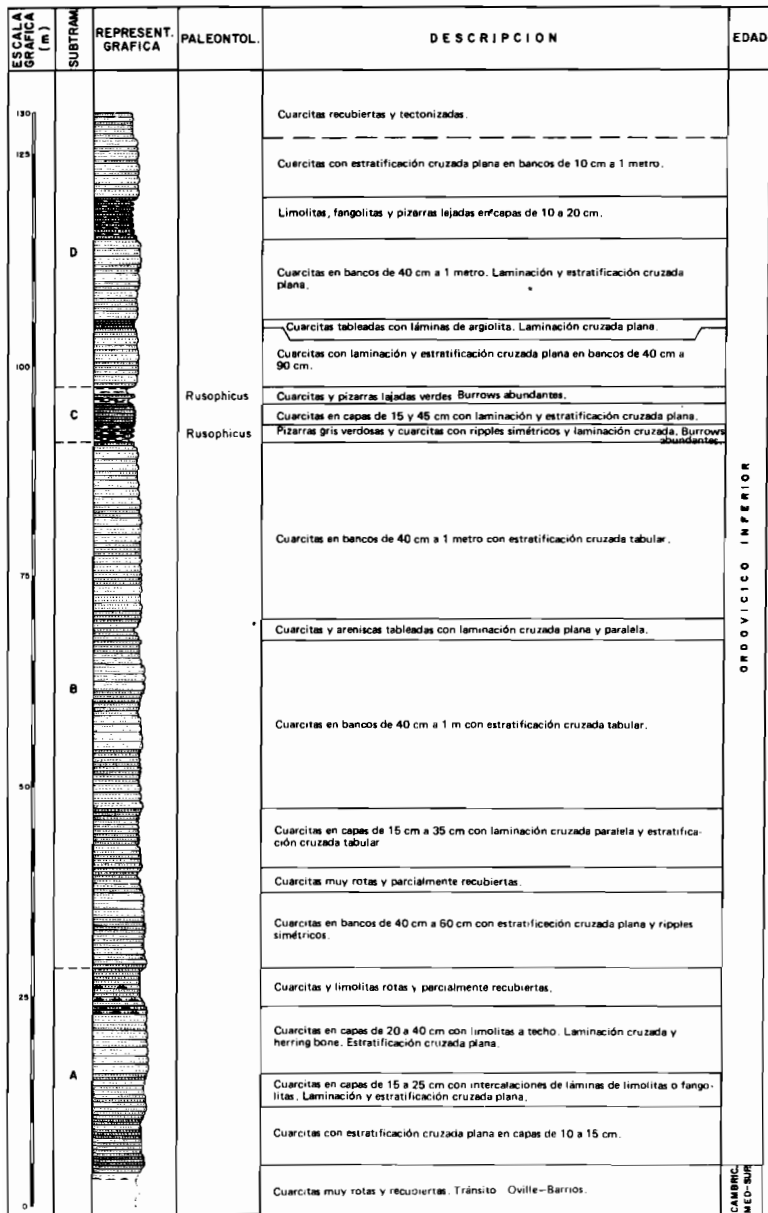 ESCALA GRAFICA (m)
SUBTRAM.
REPRESENT. GRAFICA
PALEONTOL.
DESCRIPCION
EDAD
130
Cuarcitas recubiertas y tectonizadas.
125
Cuarcitas con estratificación cruzada plana en bancos de 10 cm a 1 metro.
Limolitas, fangolitas y pizarras lejadas en capas de 10 a 20 cm.
D
Cuarcitas en bancos de 40 cm a 1 metro. Laminación y estratificación cruzada
plana.
Cuarcitas tableadas con láminas de argiolita. Laminación cruzada plana.
100
Cuarcitas con laminación y estratificación cruzada plana en bancos de 40 cm a
90 cm.
Rusophicus
Cuarcitas y pizarras lajadas verdes Burrows abundantes.
C
Cuarcitas en capas de 15 y 45 cm con laminación y estratificación cruzada plana.
Rusophicus
Pizarras gris verdosas y cuarcitas con ripples simétricos y laminación cruzada. Burrows
abundantes.
ORDOVICICO INFERIOR
Cuarcitas en bancos de 40 cm a 1 metro con estratificación cruzada tabular.
75
Cuarcitas y areniscas tableadas con laminación cruzada plana y paralela.
B
Cuarcitas en bancos de 40 cm a 1 m con estratificación cruzada tabular.
50
Cuarcitas en capas de 15 cm a 35 cm con laminación cruzada paralela y estratifica-
ción cruzada tabular
Cuarcitas muy rotas y parcialmente recubiertas.
Cuarcitas en bancos de 40 cm a 60 cm con estratificación cruzada plana y ripples
simétricos.
25
Cuarcitas y limolitas rotas y parcialmente recubiertas.
Cuarcitas en capas de 20 a 40 cm con limolitas a techo. Laminación cruzada y
herring bone. Estratificación cruzada plana.
A
Cuarcitas en capas de 15 a 25 cm con intercalaciones de láminas de limolitas o fango-
litas. Laminación y estratificación cruzada plana.
Cuarcitas con estratificación cruzada plana en capas de 10 a 15 cm.
0
Cuarcitas muy rotas y recubiertas. Tránsito Oville-Barrios.
CAMBRIC.
MED-SUR